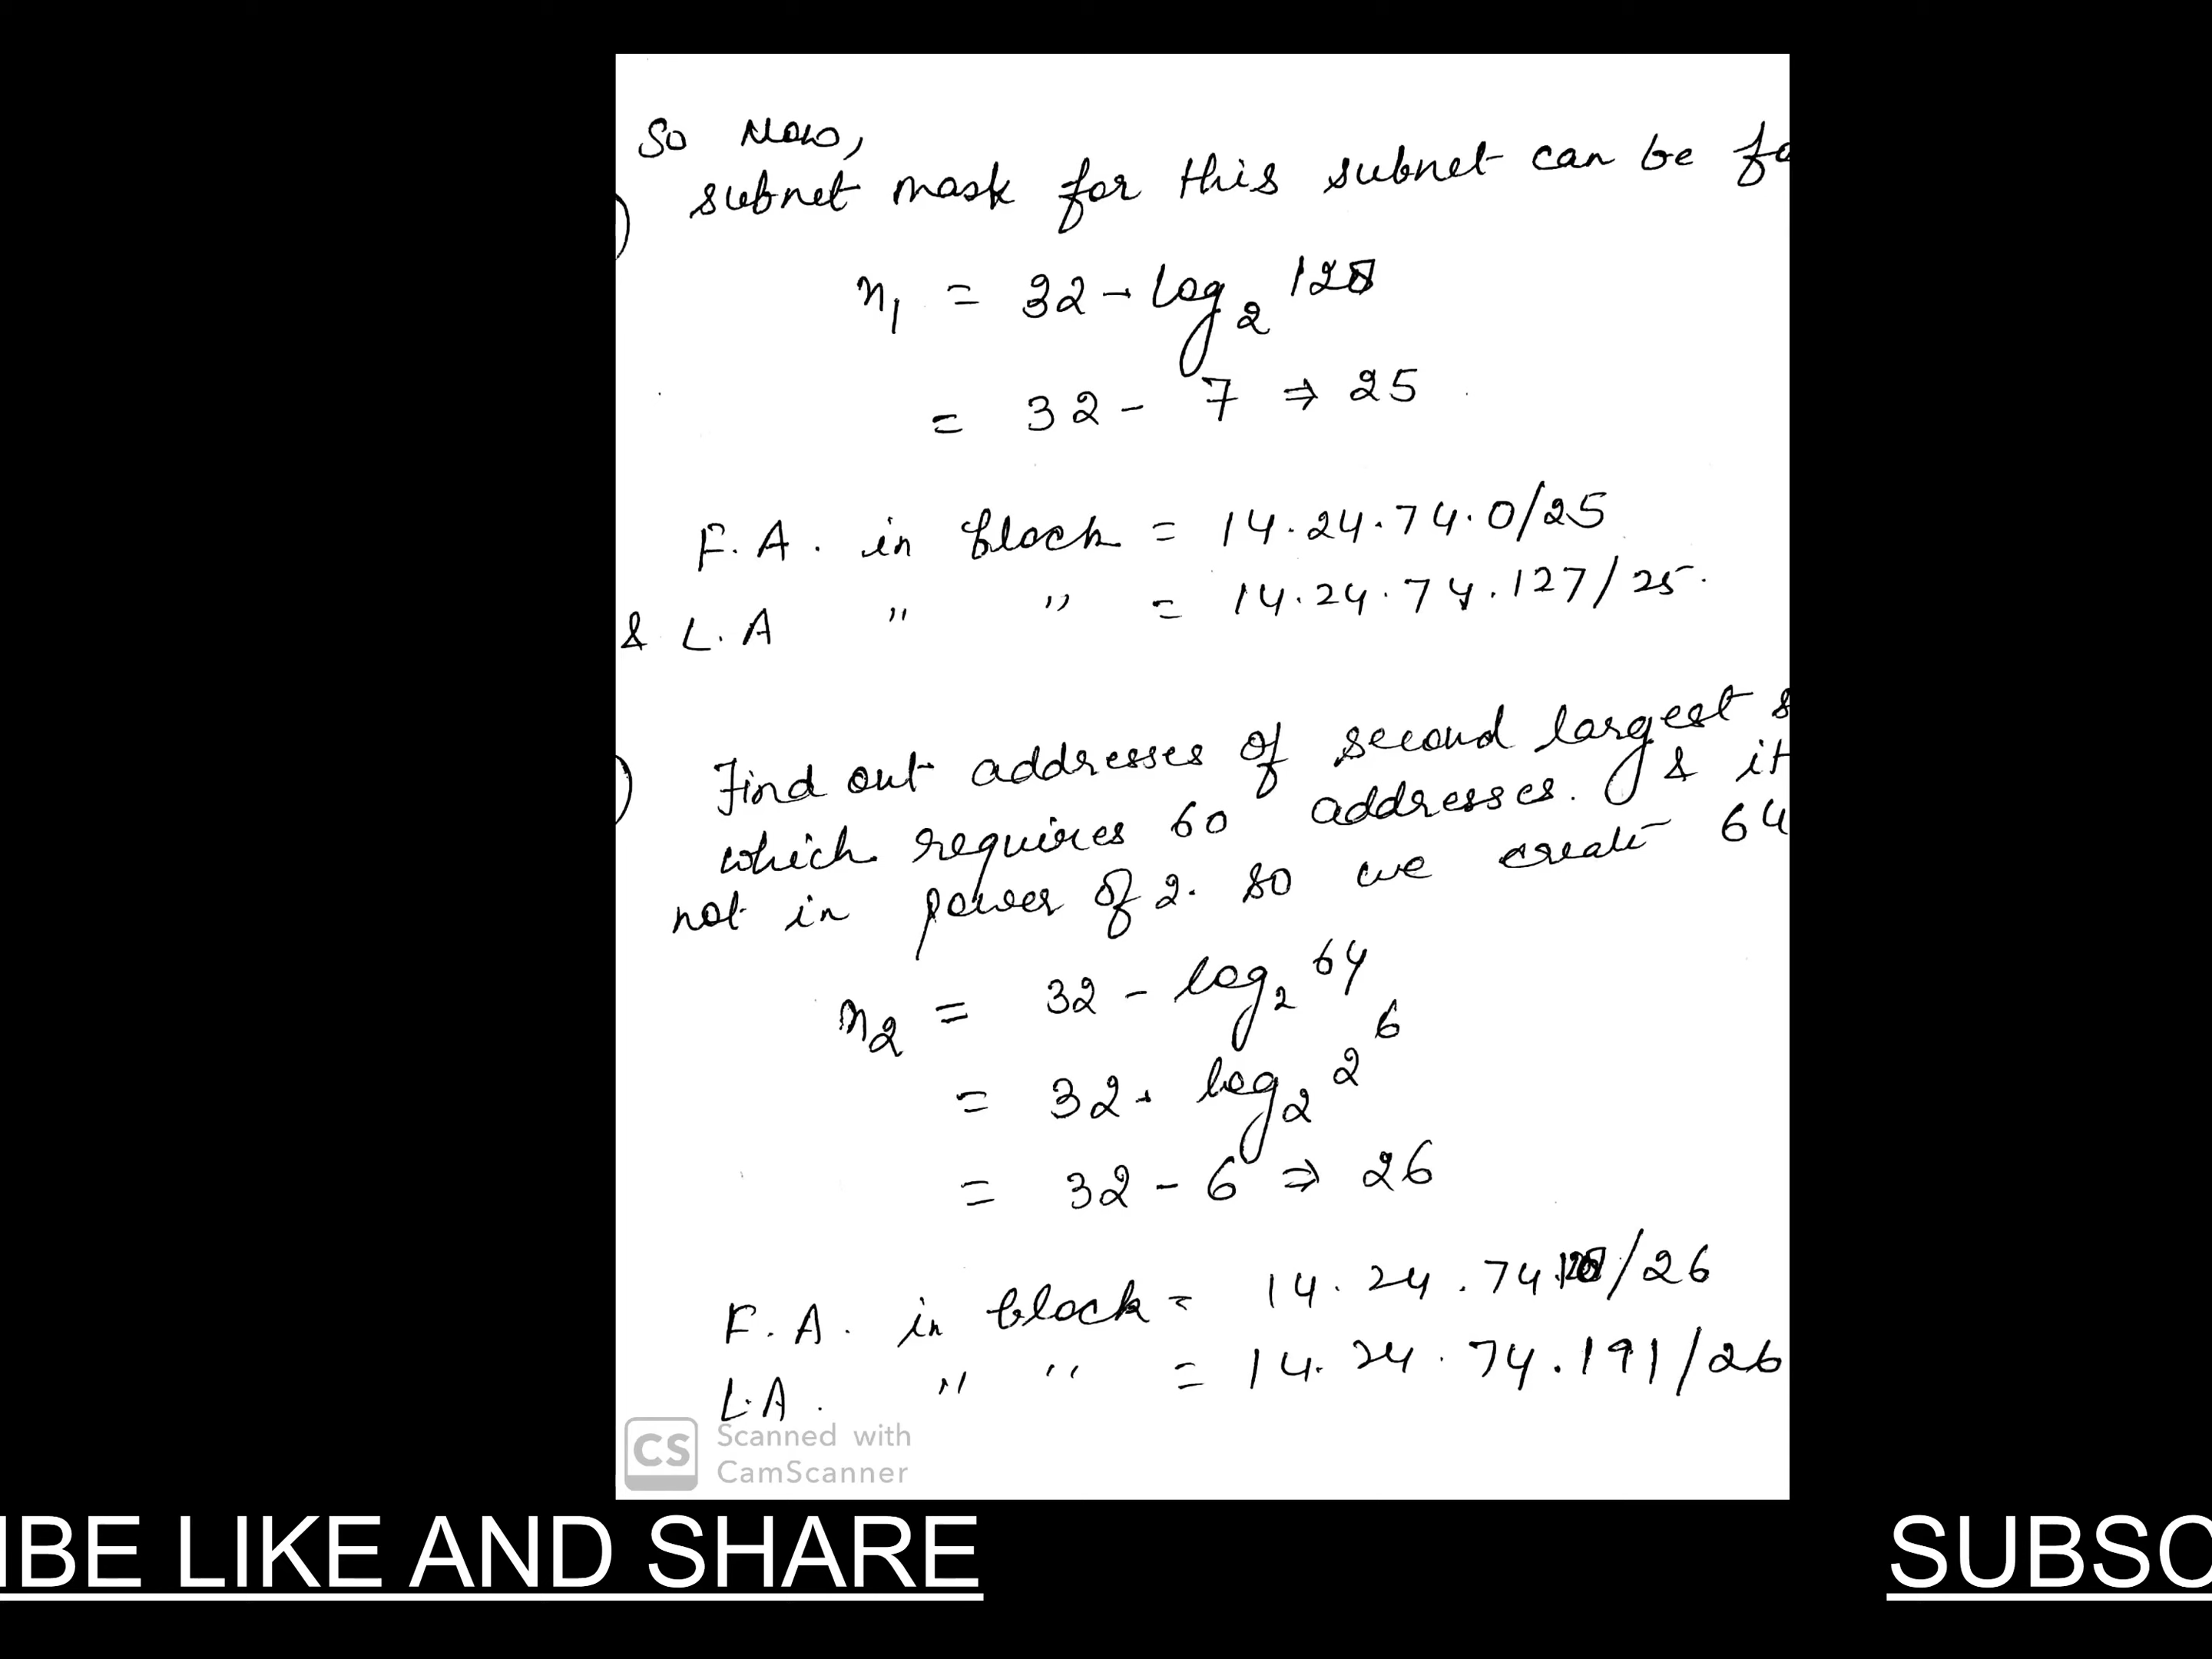 So Now,
) subnet mask for this subnet can be fo
n1 = 32 - log2 128
= 32 - 7 ⇒ 25
F.A. in block = 14.24.74.0/25
& L.A " " = 14.24.74.127/25.
) Find out addresses of second largest s
which requires 60 addresses. & it
not in power of 2. So we create 64
n2 = 32 - log2 64
= 32 - log2 2^6
= 32 - 6 ⇒ 26
F.A. in block = 14.24.74.128/26
L.A. " " = 14.24.74.191/26
CS Scanned with
CamScanner
IBE LIKE AND SHARE SUBSC